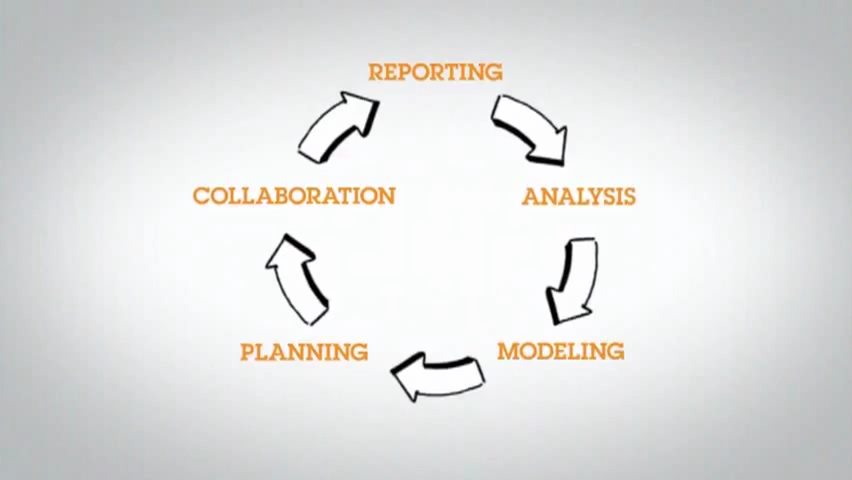 REPORTING
COLLABORATION
ANALYSIS
PLANNING
MODELING